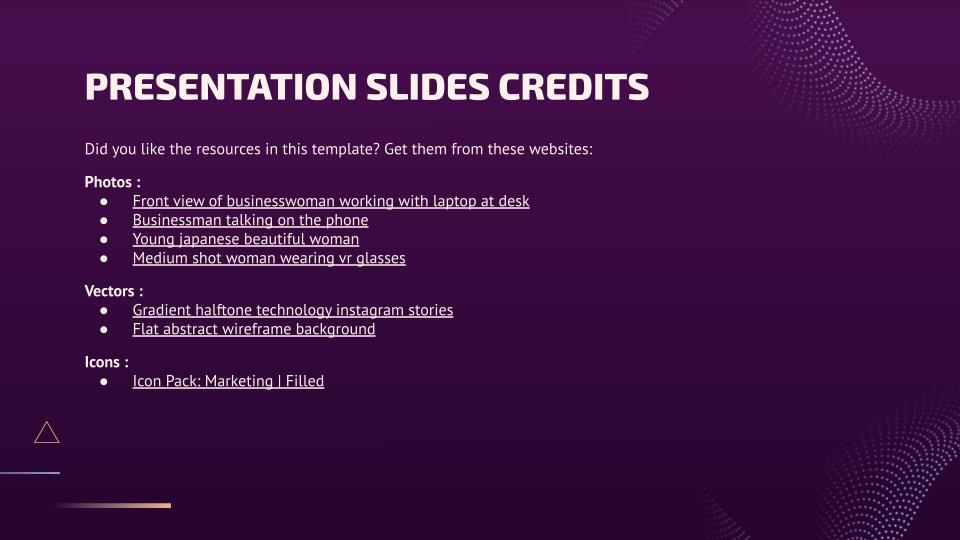 PRESENTATION SLIDES CREDITS
Did you like the resources in this template? Get them from these websites:
Photos :
● Front view of businesswoman working with laptop at desk
● Businessman talking on the phone
● Young japanese beautiful woman
● Medium shot woman wearing vr glasses
Vectors :
● Gradient halftone technology instagram stories
● Flat abstract wireframe background
Icons :
● Icon Pack: Marketing | Filled